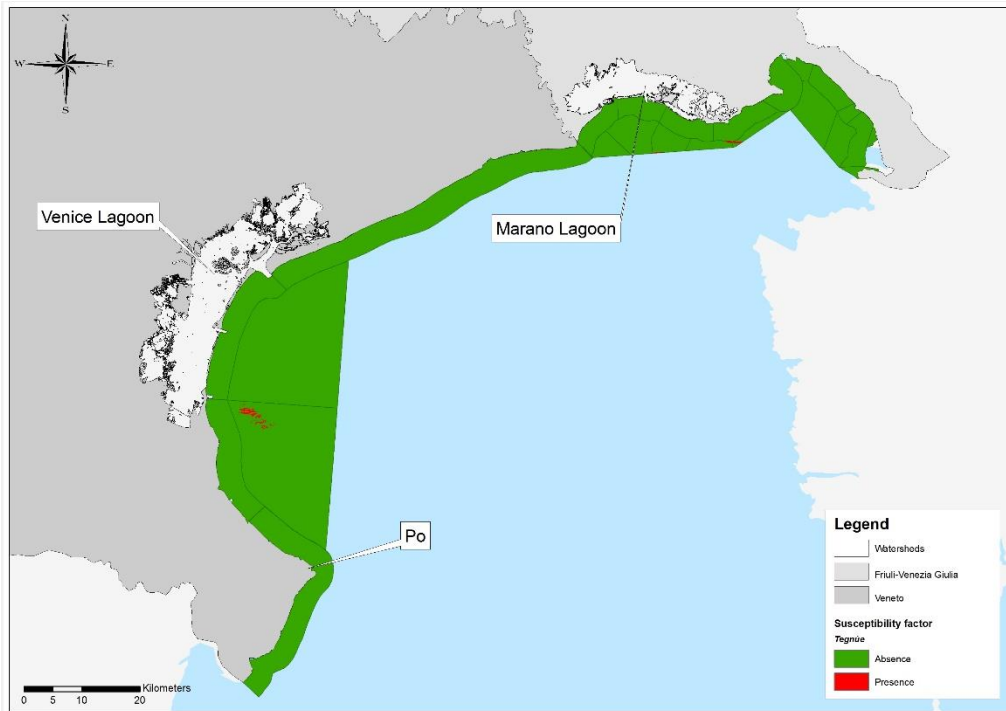 N
W E
S
Venice Lagoon
Marano Lagoon
Po
Legend
Watersheds
Friuli-Venezia Giulia
Veneto
Susceptibility factor
Tegnùe
Absence
Presence
Kilometers
0 5 10 20